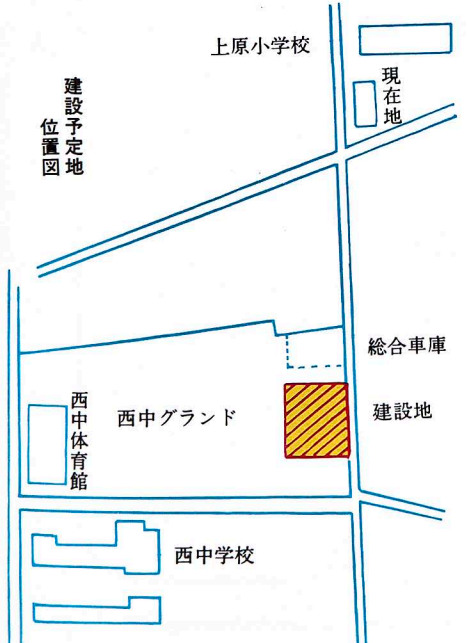 建設予定地
位置図
上原小学校
現在地
総合車庫
建設地
西中グランド
西中体育館
西中学校